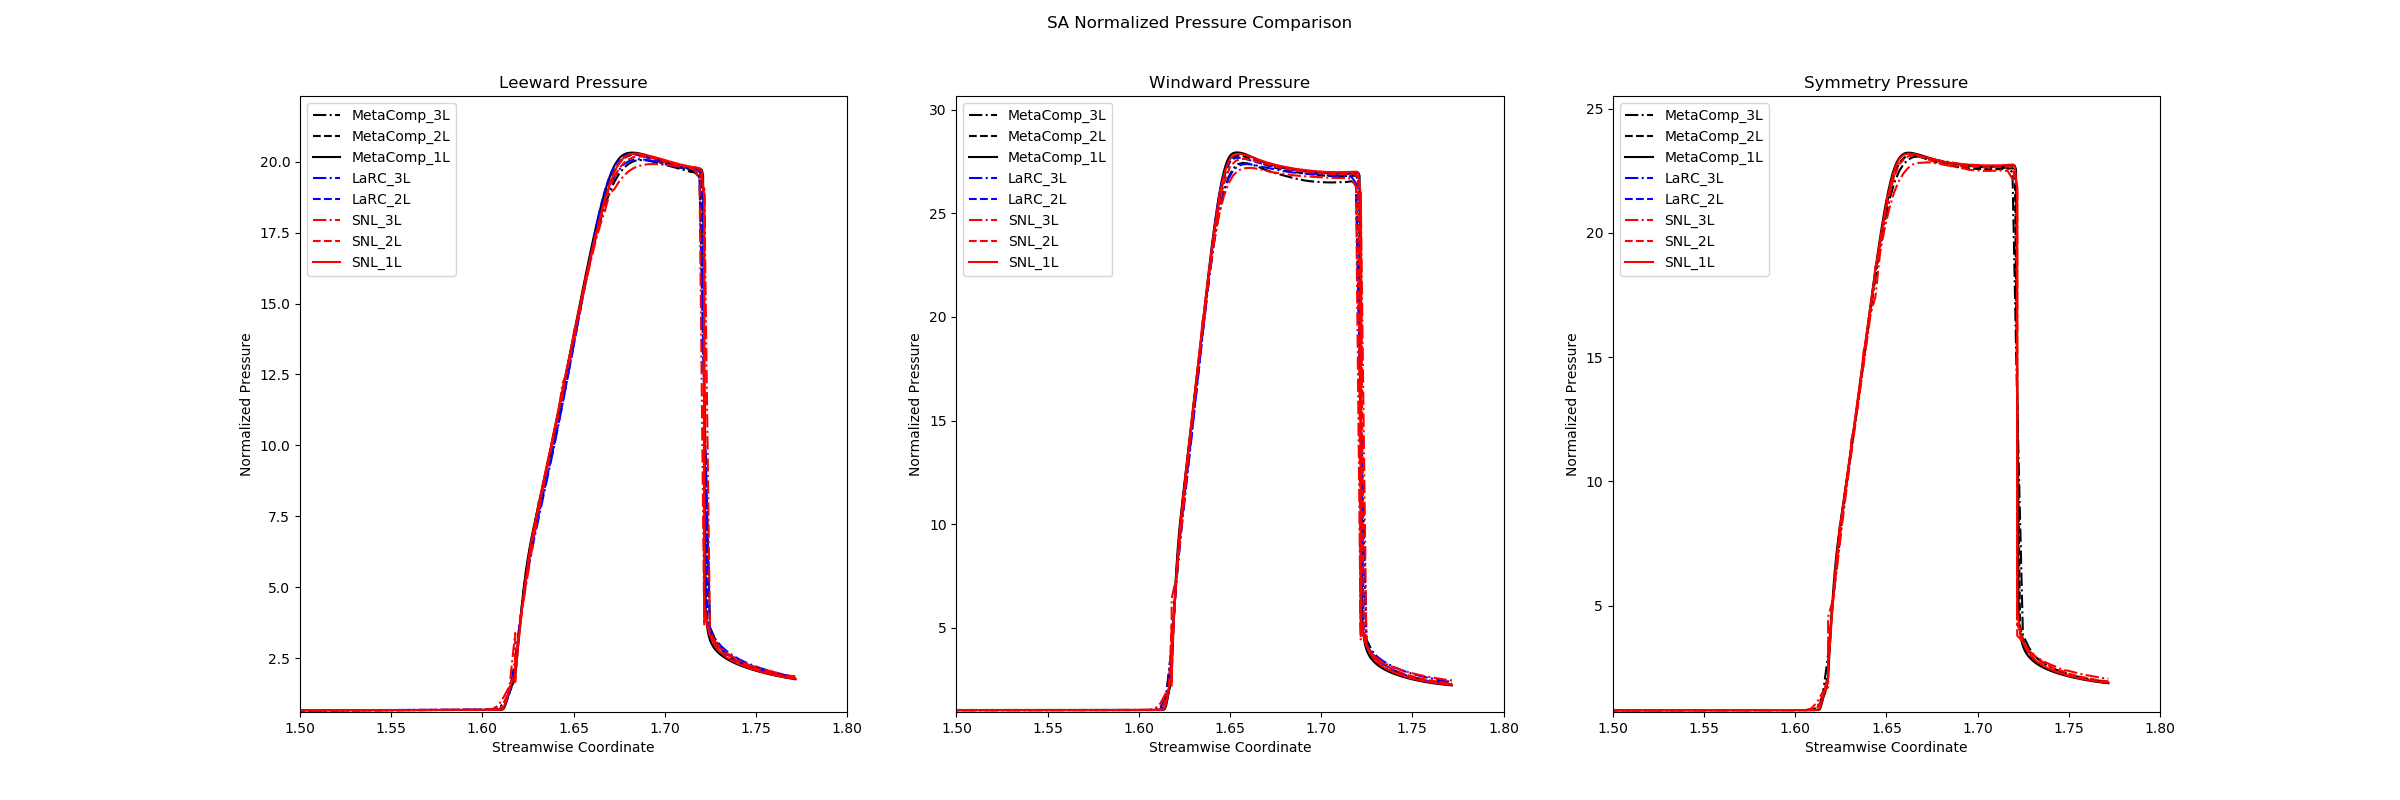 SA Normalized Pressure Comparison
Leeward Pressure
Normalized Pressure
20.0
17.5
15.0
12.5
10.0
7.5
5.0
2.5
MetaComp_3L
MetaComp_2L
MetaComp_1L
LaRC_3L
LaRC_2L
SNL_3L
SNL_2L
SNL_1L
1.50 1.55 1.60 1.65 1.70 1.75 1.80
Streamwise Coordinate
Windward Pressure
Normalized Pressure
30
25
20
15
10
5
MetaComp_3L
MetaComp_2L
MetaComp_1L
LaRC_3L
LaRC_2L
SNL_3L
SNL_2L
SNL_1L
1.50 1.55 1.60 1.65 1.70 1.75 1.80
Streamwise Coordinate
Symmetry Pressure
Normalized Pressure
25
20
15
10
5
MetaComp_3L
MetaComp_2L
MetaComp_1L
LaRC_3L
LaRC_2L
SNL_3L
SNL_2L
SNL_1L
1.50 1.55 1.60 1.65 1.70 1.75 1.80
Streamwise Coordinate